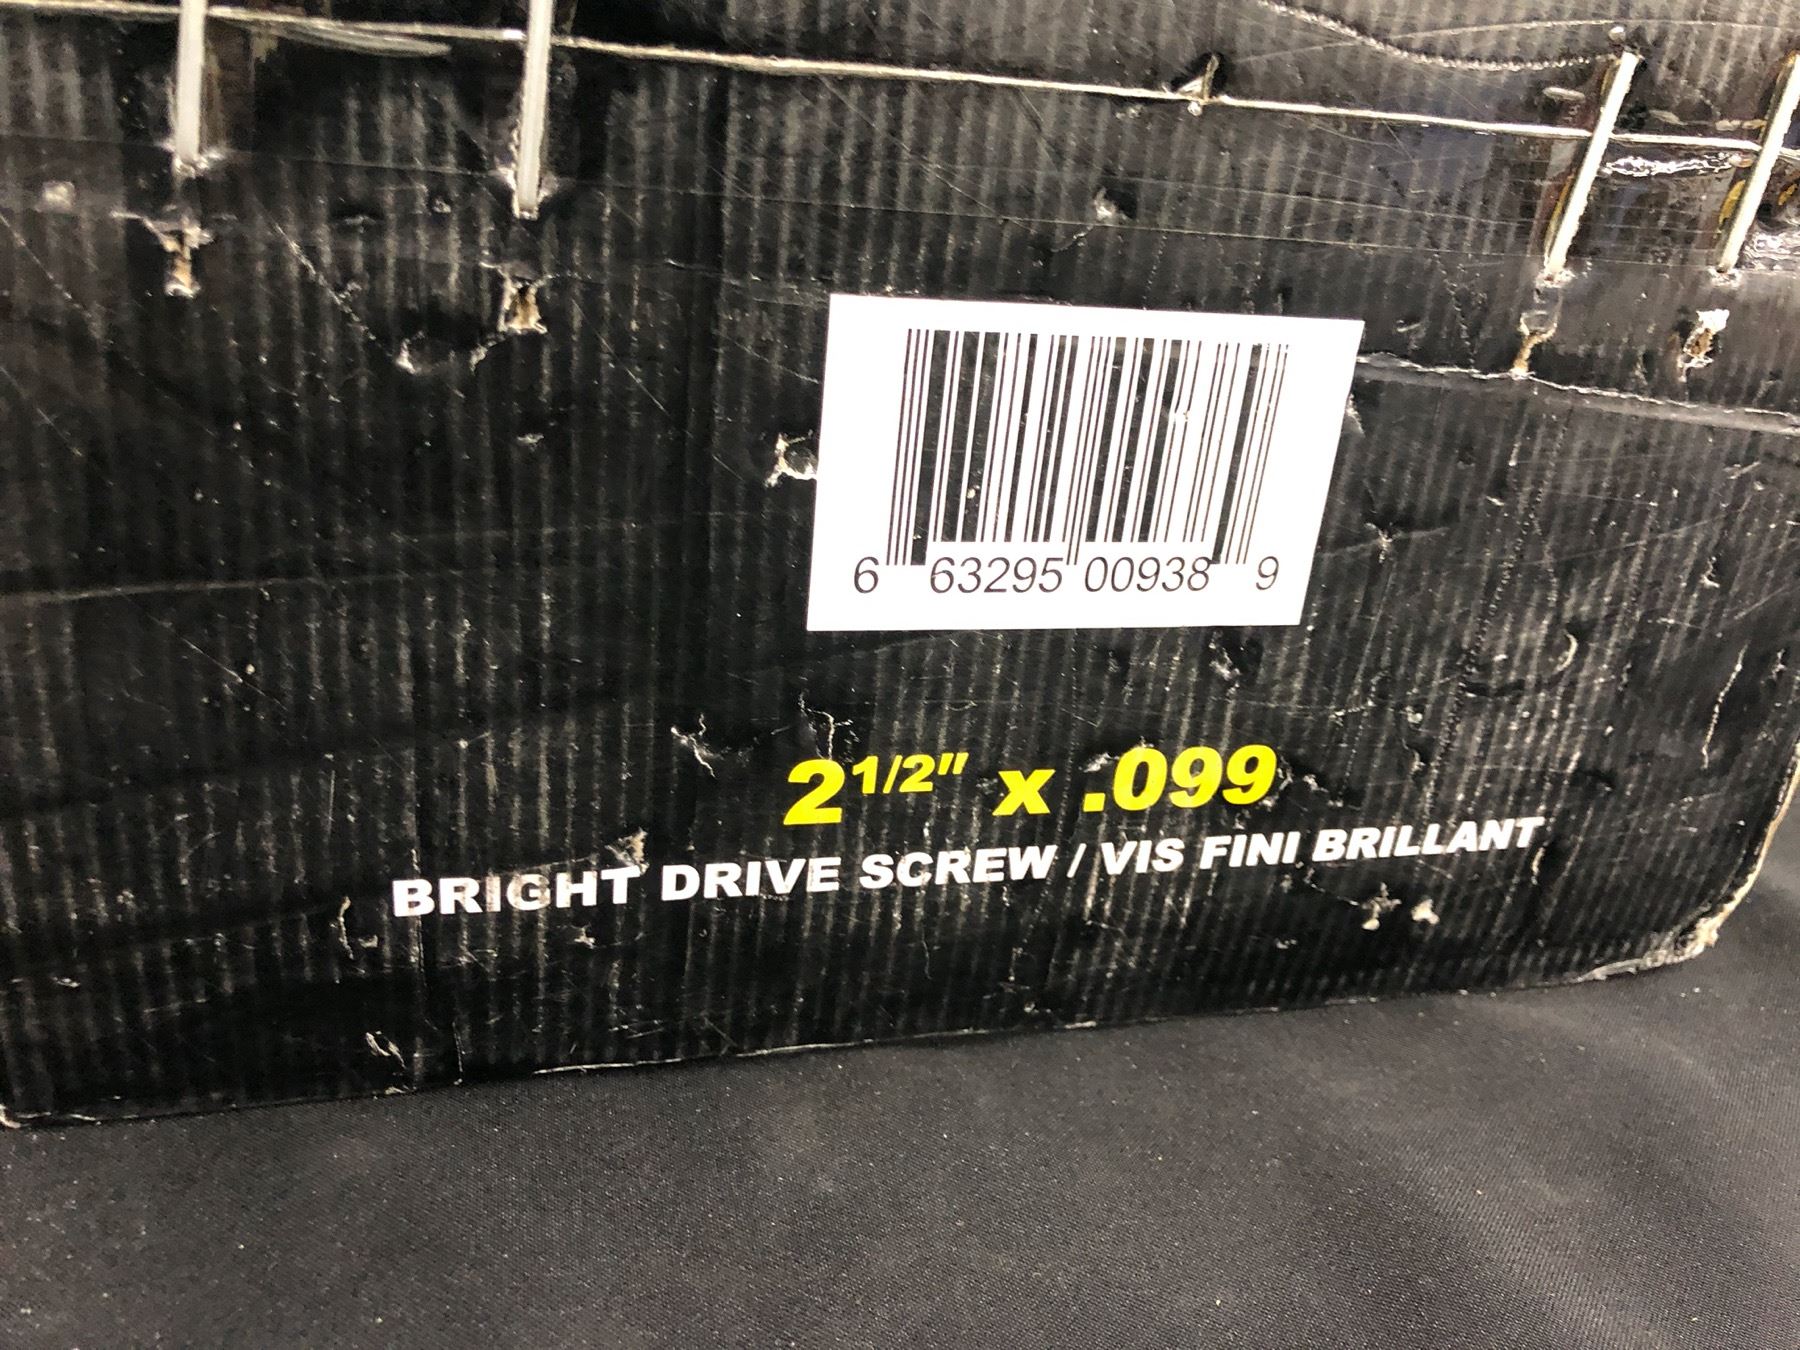 6 63295 00938 9
2 1/2" x .099
BRIGHT DRIVE SCREW / VIS FINI BRILLANT